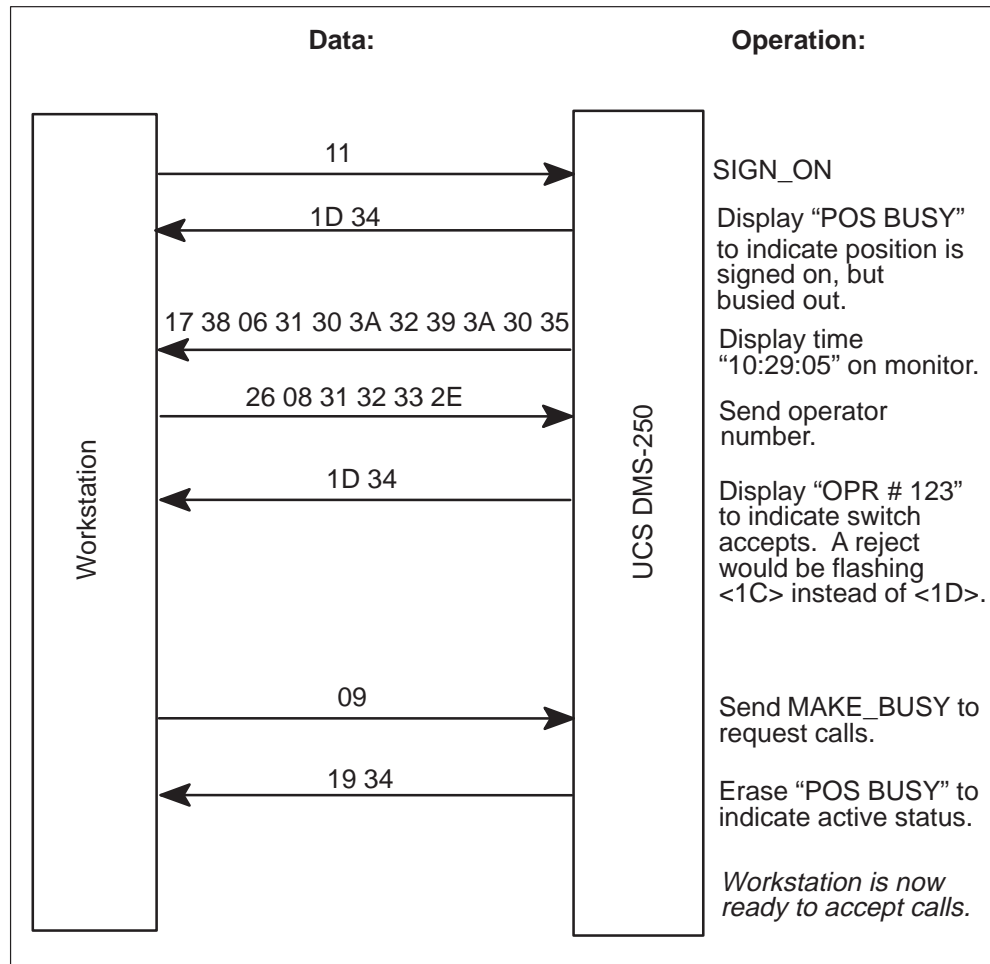 Data:
Operation:
11
SIGN_ON
1D 34
Display “POS BUSY”
to indicate position is
signed on, but
busied out.
17 38 06 31 30 3A 32 39 3A 30 35
Display time
“10:29:05” on monitor.
26 08 31 32 33 2E
Send operator
number.
Workstation
UCS DMS-250
1D 34
Display “OPR # 123”
to indicate switch
accepts.  A reject
would be flashing
<1C> instead of <1D>.
09
Send MAKE_BUSY to
request calls.
19 34
Erase “POS BUSY” to
indicate active status.
Workstation is now
ready to accept calls.